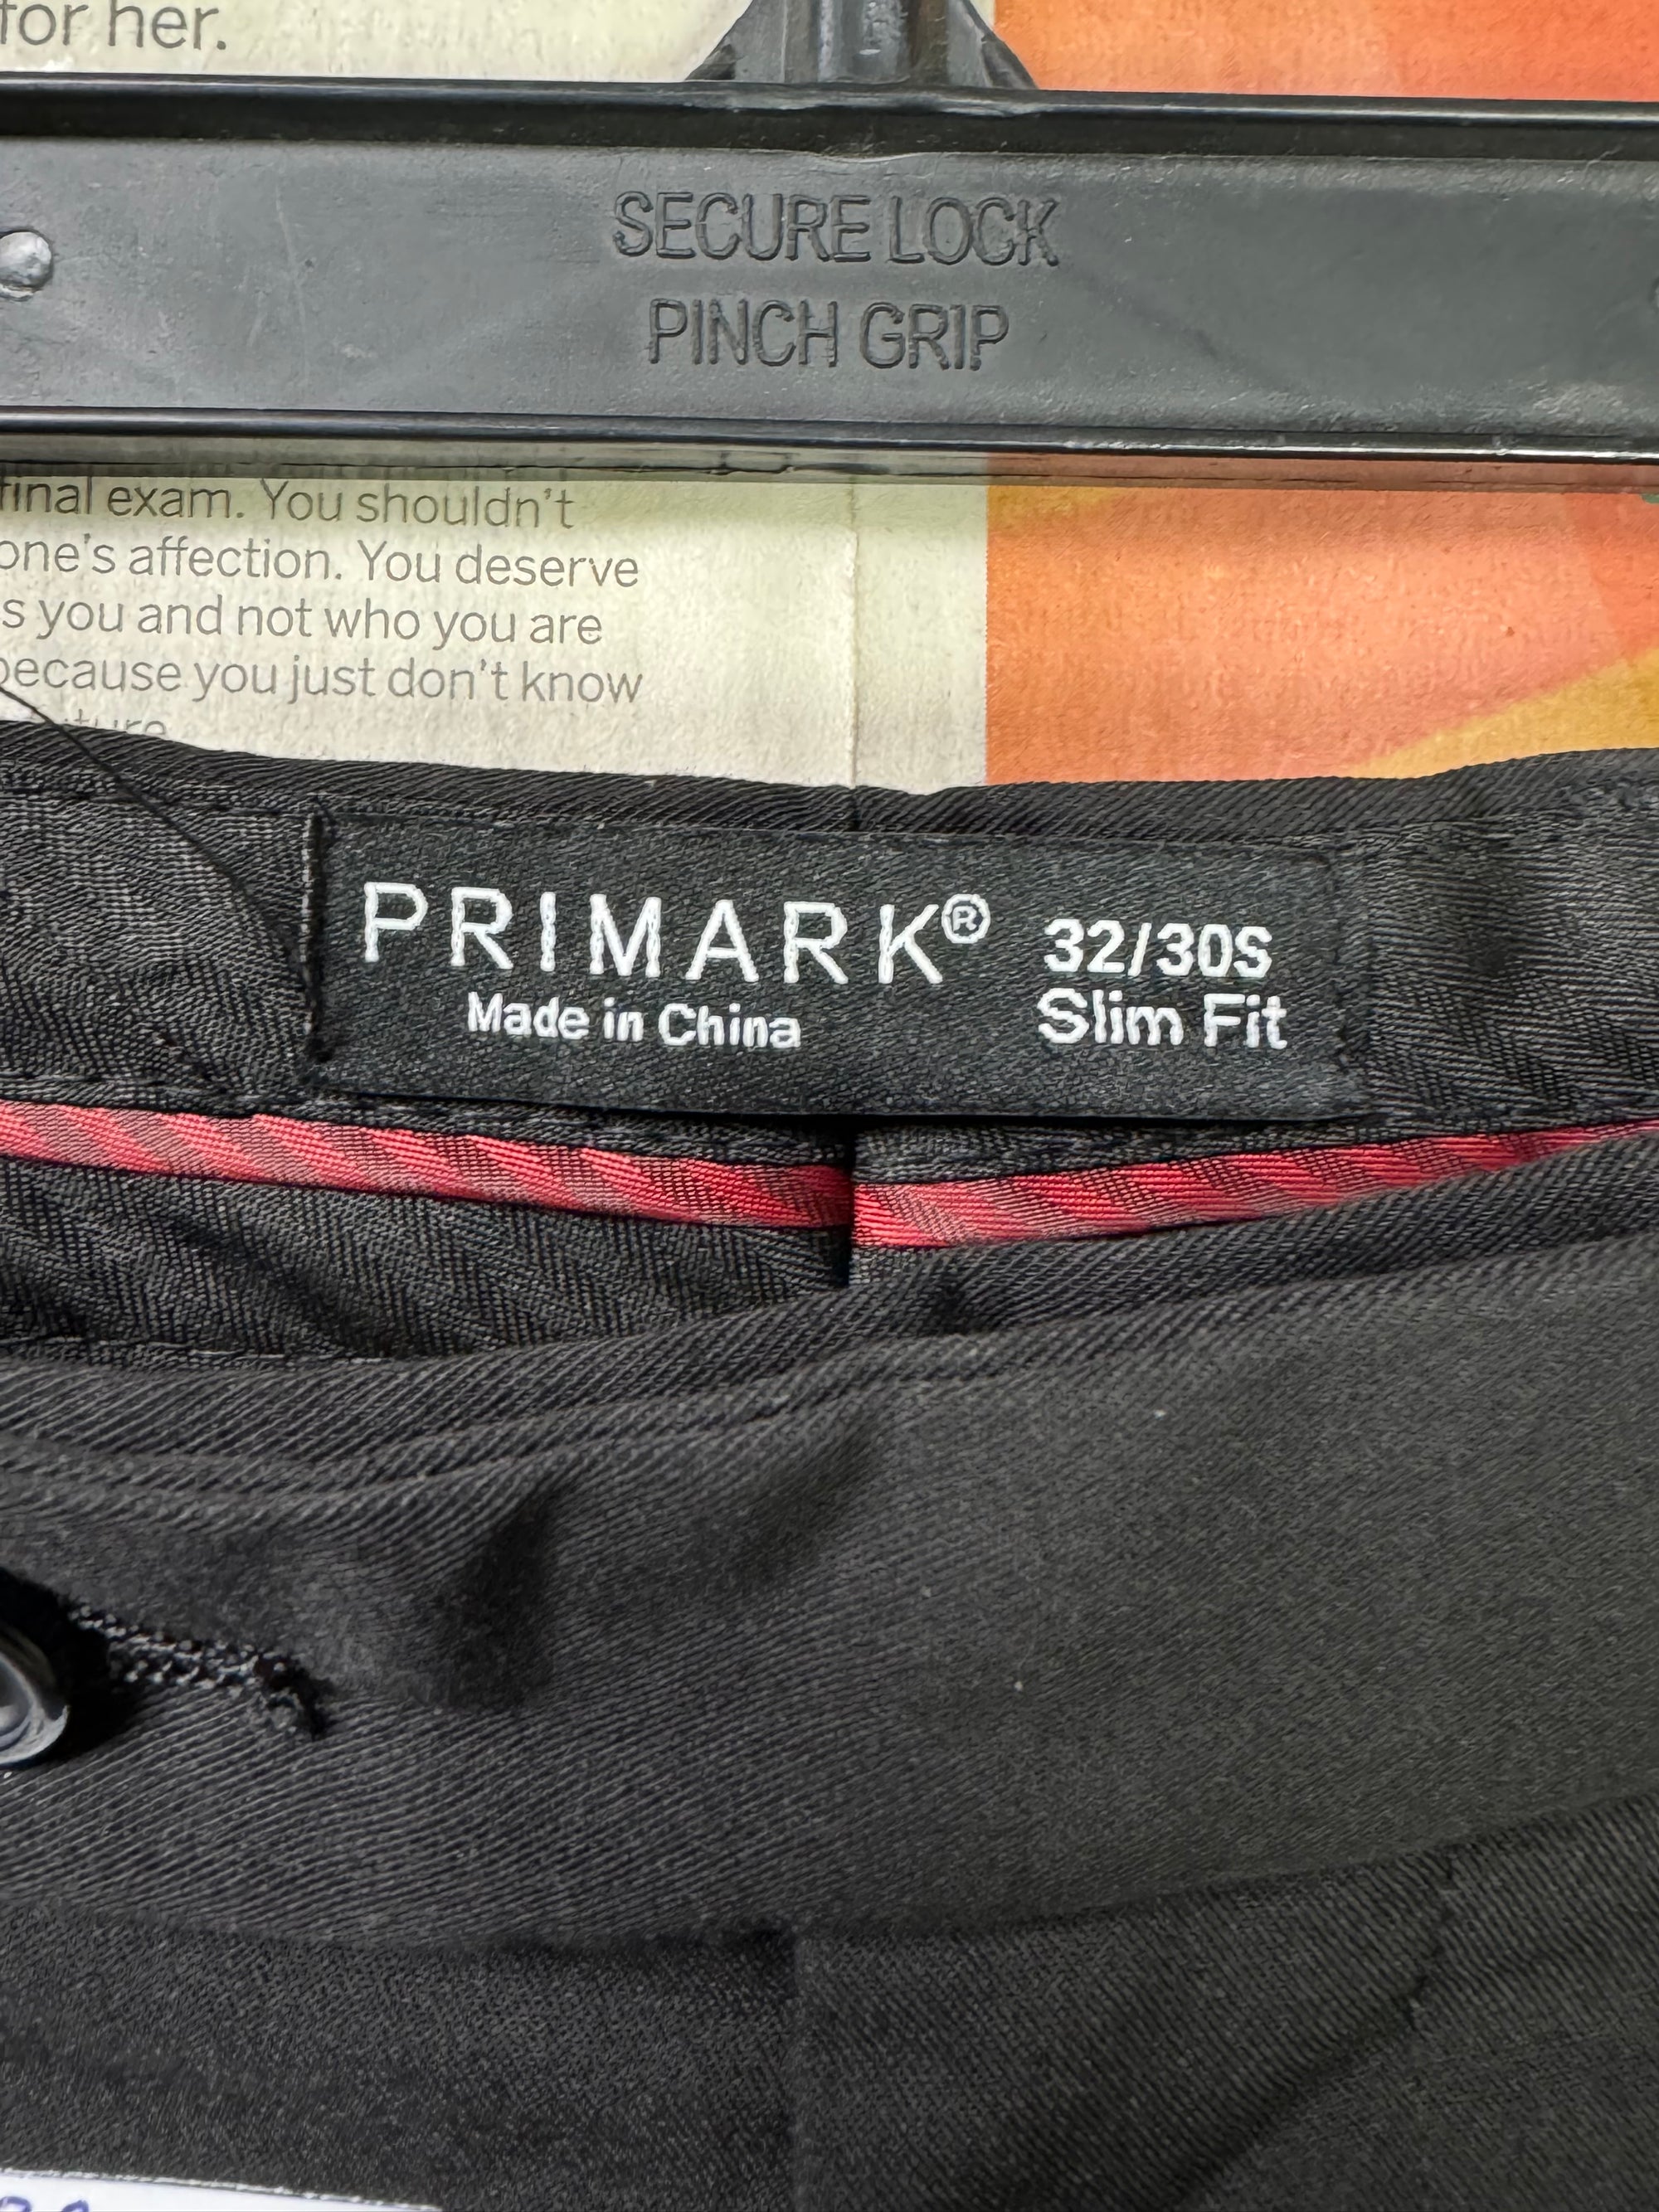 for her.
SECURE LOCK
PINCH GRIP
final exam. You shouldn't
one's affection. You deserve
s you and not who you are
because you just don't know
PRIMARK® 32/30S
Made in China Slim Fit